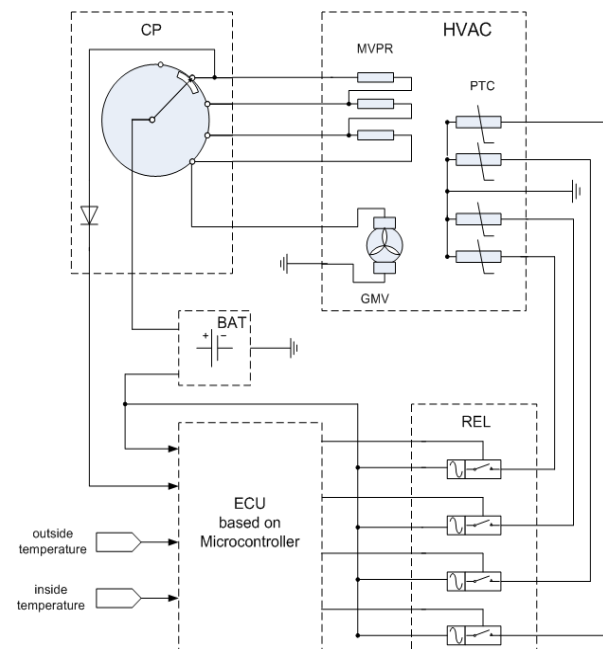 CP
HVAC
MVPR
PTC
GMV
BAT
+ −
REL
ECU
based on
Microcontroller
outside
temperature
inside
temperature